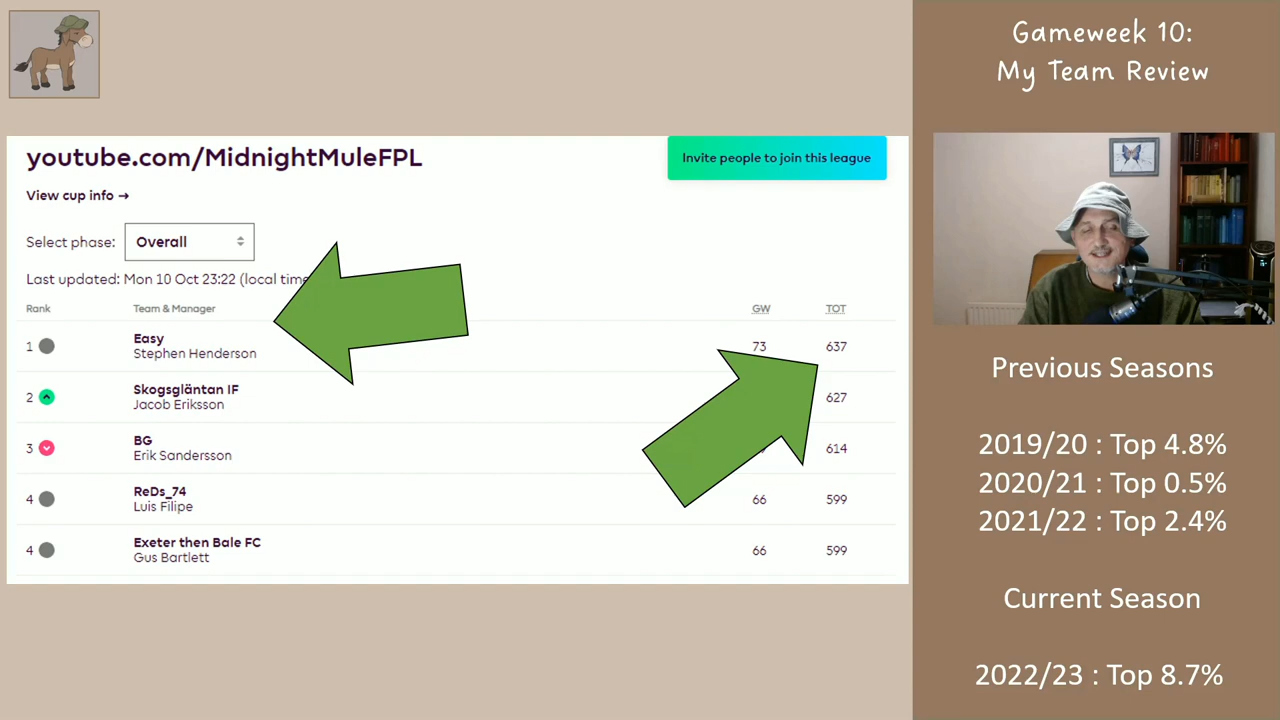 Gameweek 10:
My Team Review
youtube.com/MidnightMuleFPL
Invite people to join this league
View cup info →
Select phase: Overall
Last updated: Mon 10 Oct 23:22 (local time
Rank Team & Manager GW TOT
1 Easy 73 637
Stephen Henderson
2 Skogsgläntan IF 627
Jacob Eriksson
3 BG 614
Erik Sandersson
4 ReDs_74 66 599
Luis Filipe
4 Exeter then Bale FC 66 599
Gus Bartlett
Previous Seasons
2019/20 : Top 4.8%
2020/21 : Top 0.5%
2021/22 : Top 2.4%
Current Season
2022/23 : Top 8.7%